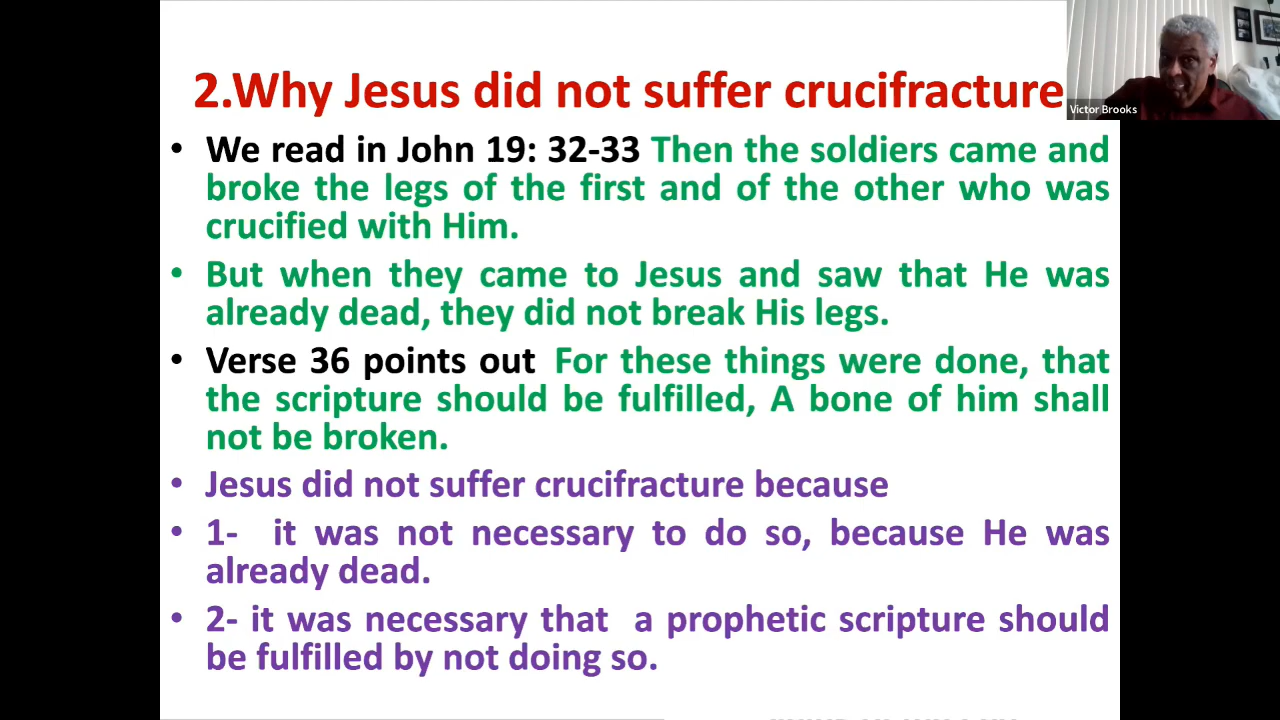 2.Why Jesus did not suffer crucifracture
Victor Brooks
• We read in John 19: 32-33 Then the soldiers came and
broke the legs of the first and of the other who was
crucified with Him.
• But when they came to Jesus and saw that He was
already dead, they did not break His legs.
• Verse 36 points out For these things were done, that
the scripture should be fulfilled, A bone of him shall
not be broken.
• Jesus did not suffer crucifracture because
• 1- it was not necessary to do so, because He was
already dead.
• 2- it was necessary that a prophetic scripture should
be fulfilled by not doing so.